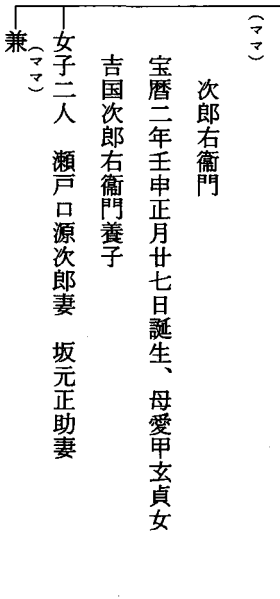 （ママ）
次郎右衞門
宝暦二年壬申正月廿七日誕生、母愛甲玄貞女
吉国次郎右衞門養子
女子二人　瀬戸口源次郎妻　坂元正助妻
（ママ）
兼